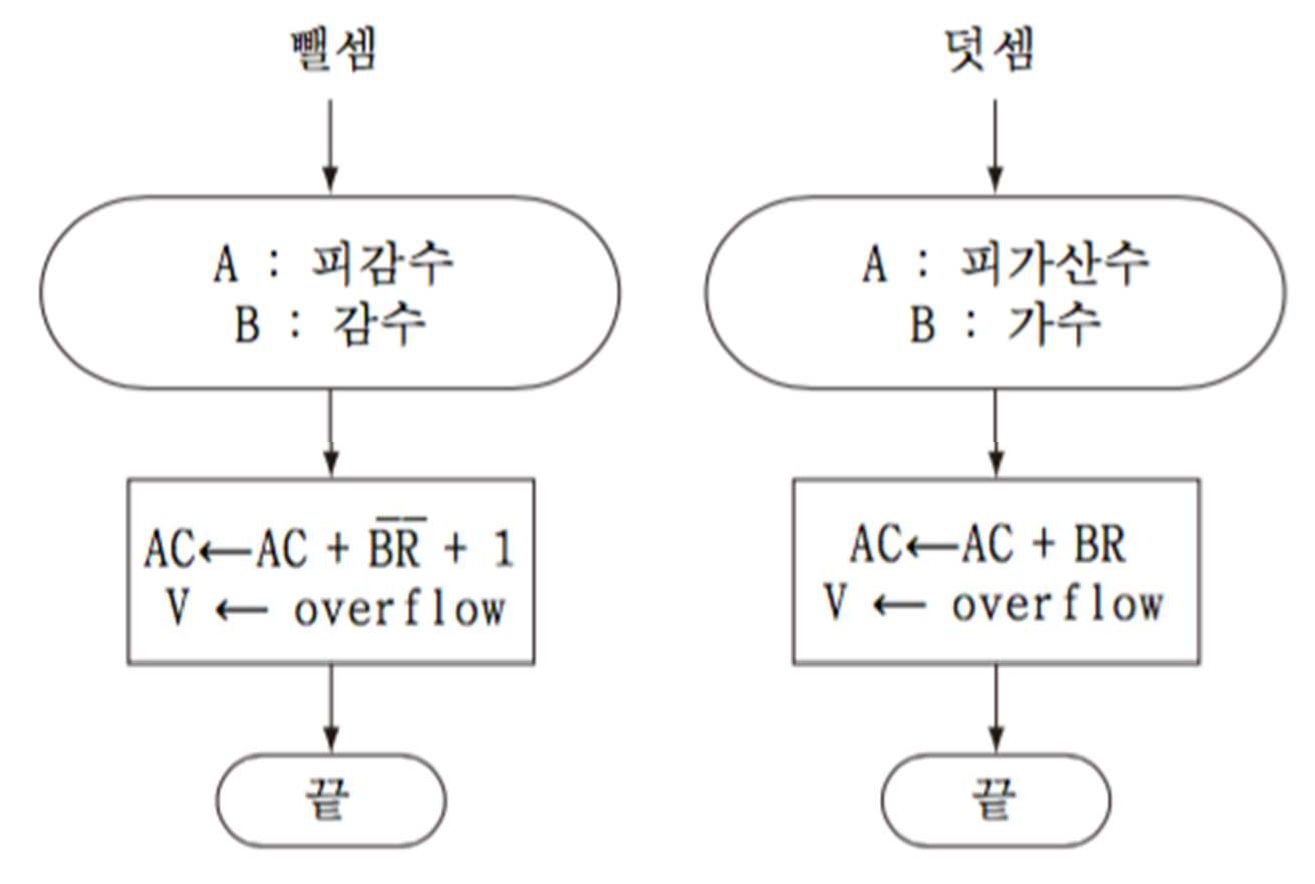 뺄셈
A : 피감수
B : 감수
AC←AC + B̅R̅ + 1
V ← overflow
끝
덧셈
A : 피가산수
B : 가수
AC←AC + BR
V ← overflow
끝